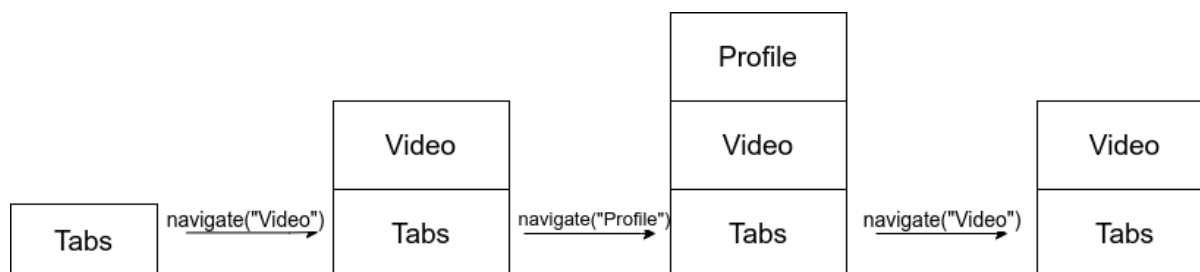 Tabs
navigate("Video")
Video
Tabs
navigate("Profile")
Profile
Video
Tabs
navigate("Video")
Video
Tabs